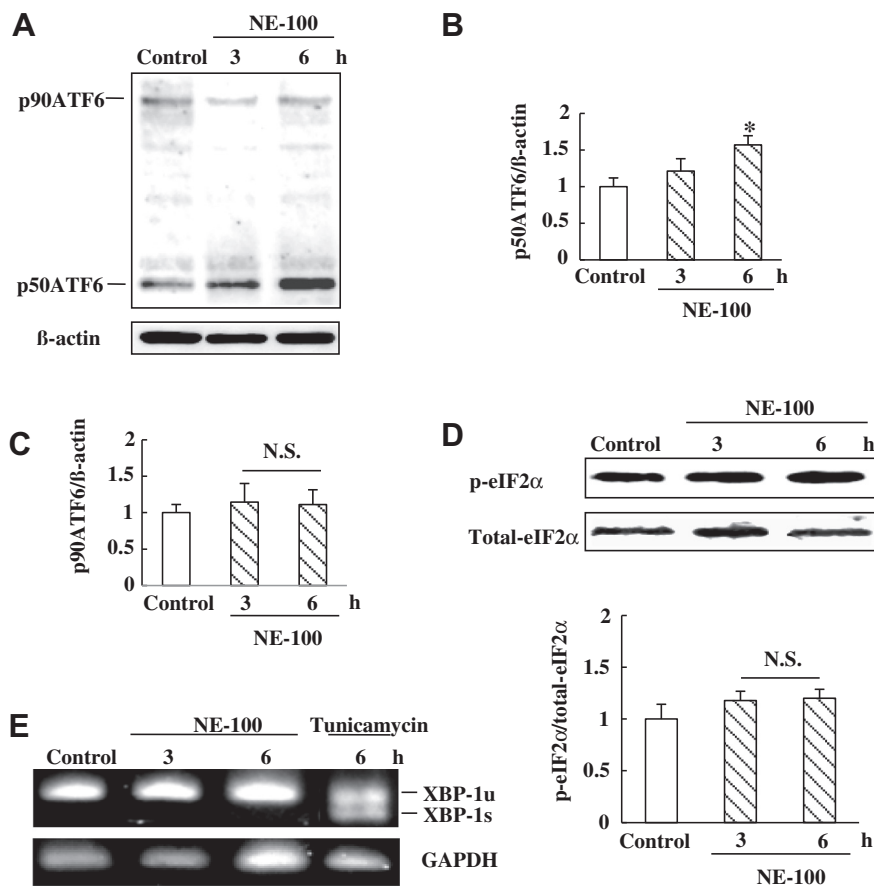 A
NE-100
Control 3 6 h
p90ATF6
p50ATF6
ß-actin
B
p50ATF6/ß-actin
2
1.5
1
0.5
0
*
Control 3 6 h
NE-100
C
p90ATF6/ß-actin
2
1.5
1
0.5
0
N.S.
Control 3 6 h
NE-100
D
NE-100
Control 3 6 h
p-eIF2α
Total-eIF2α
p-eIF2α/total-eIF2α
2
1.5
1
0.5
0
N.S.
Control 3 6 h
NE-100
E
NE-100 Tunicamycin
Control 3 6 6 h
XBP-1u
XBP-1s
GAPDH